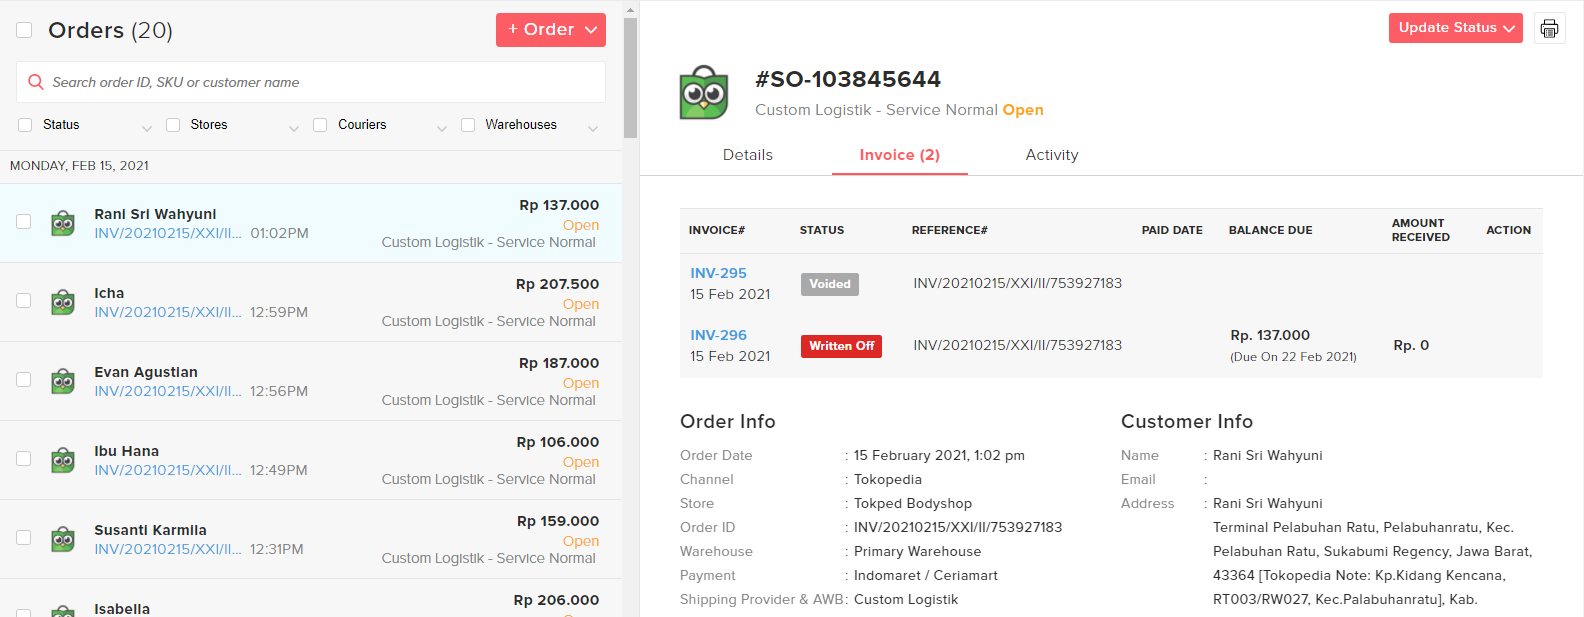 Orders (20)
+ Order
Search order ID, SKU or customer name
Status
Stores
Couriers
Warehouses
MONDAY, FEB 15, 2021
Rani Sri Wahyuni
Rp 137.000
Open
INV/20210215/XXI/II... 01:02PM
Custom Logistik - Service Normal
Icha
Rp 207.500
Open
INV/20210215/XXI/II... 12:59PM
Custom Logistik - Service Normal
Evan Agustian
Rp 187.000
Open
INV/20210215/XXI/II... 12:56PM
Custom Logistik - Service Normal
Ibu Hana
Rp 106.000
Open
INV/20210215/XXI/II... 12:49PM
Custom Logistik - Service Normal
Susanti Karmila
Rp 159.000
Open
INV/20210215/XXI/II... 12:31PM
Custom Logistik - Service Normal
Isabella
Rp 206.000
Update Status
#SO-103845644
Custom Logistik - Service Normal Open
Details
Invoice (2)
Activity
INVOICE# STATUS REFERENCE# PAID DATE BALANCE DUE AMOUNT RECEIVED ACTION
INV-295
15 Feb 2021
Voided
INV/20210215/XXI/II/753927183
INV-296
15 Feb 2021
Written Off
INV/20210215/XXI/II/753927183
Rp. 137.000
(Due On 22 Feb 2021)
Rp. 0
Order Info
Order Date : 15 February 2021, 1:02 pm
Channel : Tokopedia
Store : Tokped Bodyshop
Order ID : INV/20210215/XXI/II/753927183
Warehouse : Primary Warehouse
Payment : Indomaret / Ceriamart
Shipping Provider & AWB : Custom Logistik
Customer Info
Name : Rani Sri Wahyuni
Email :
Address : Rani Sri Wahyuni
Terminal Pelabuhan Ratu, Pelabuhanratu, Kec.
Pelabuhan Ratu, Sukabumi Regency, Jawa Barat,
43364 [Tokopedia Note: Kp.Kidang Kencana,
RT003/RW027, Kec.Palabuhanratu], Kab.